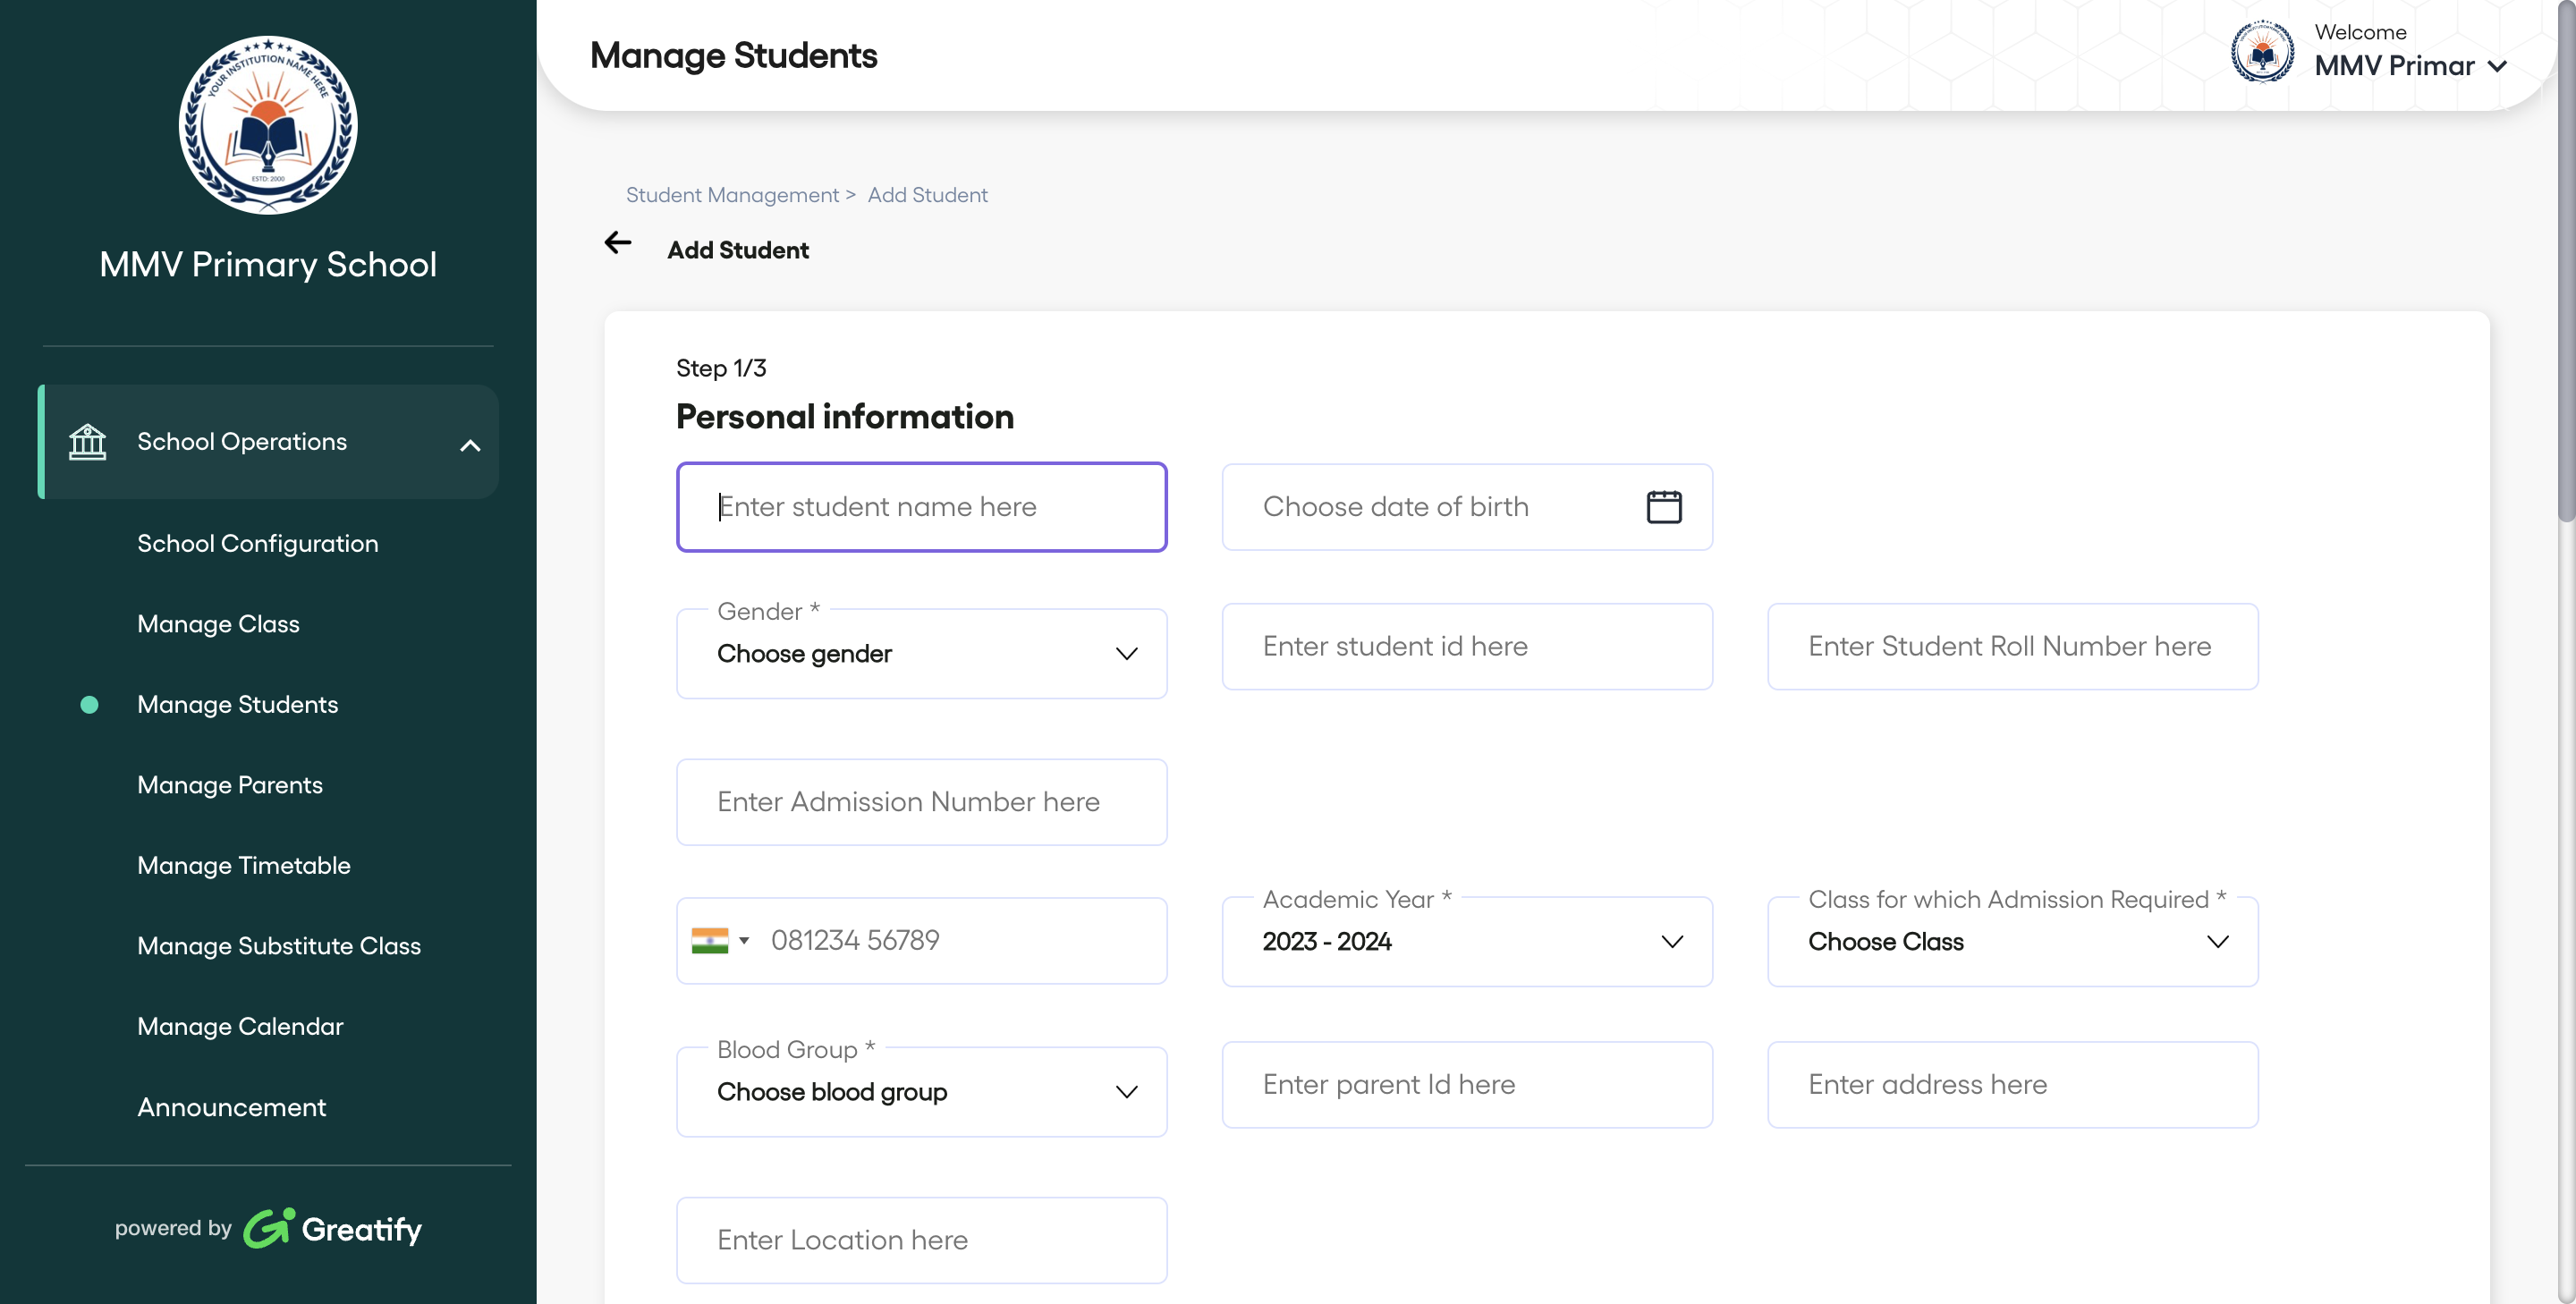 YOUR INSTITUTION NAME HERE
ESTD: 2000
MMV Primary School
School Operations
School Configuration
Manage Class
Manage Students
Manage Parents
Manage Timetable
Manage Substitute Class
Manage Calendar
Announcement
powered by Greatify
Manage Students
Welcome
MMV Primar
Student Management > Add Student
Add Student
Step 1/3
Personal information
Enter student name here
Choose date of birth
Gender *
Choose gender
Enter student id here
Enter Student Roll Number here
Enter Admission Number here
081234 56789
Academic Year *
2023 - 2024
Class for which Admission Required *
Choose Class
Blood Group *
Choose blood group
Enter parent Id here
Enter address here
Enter Location here